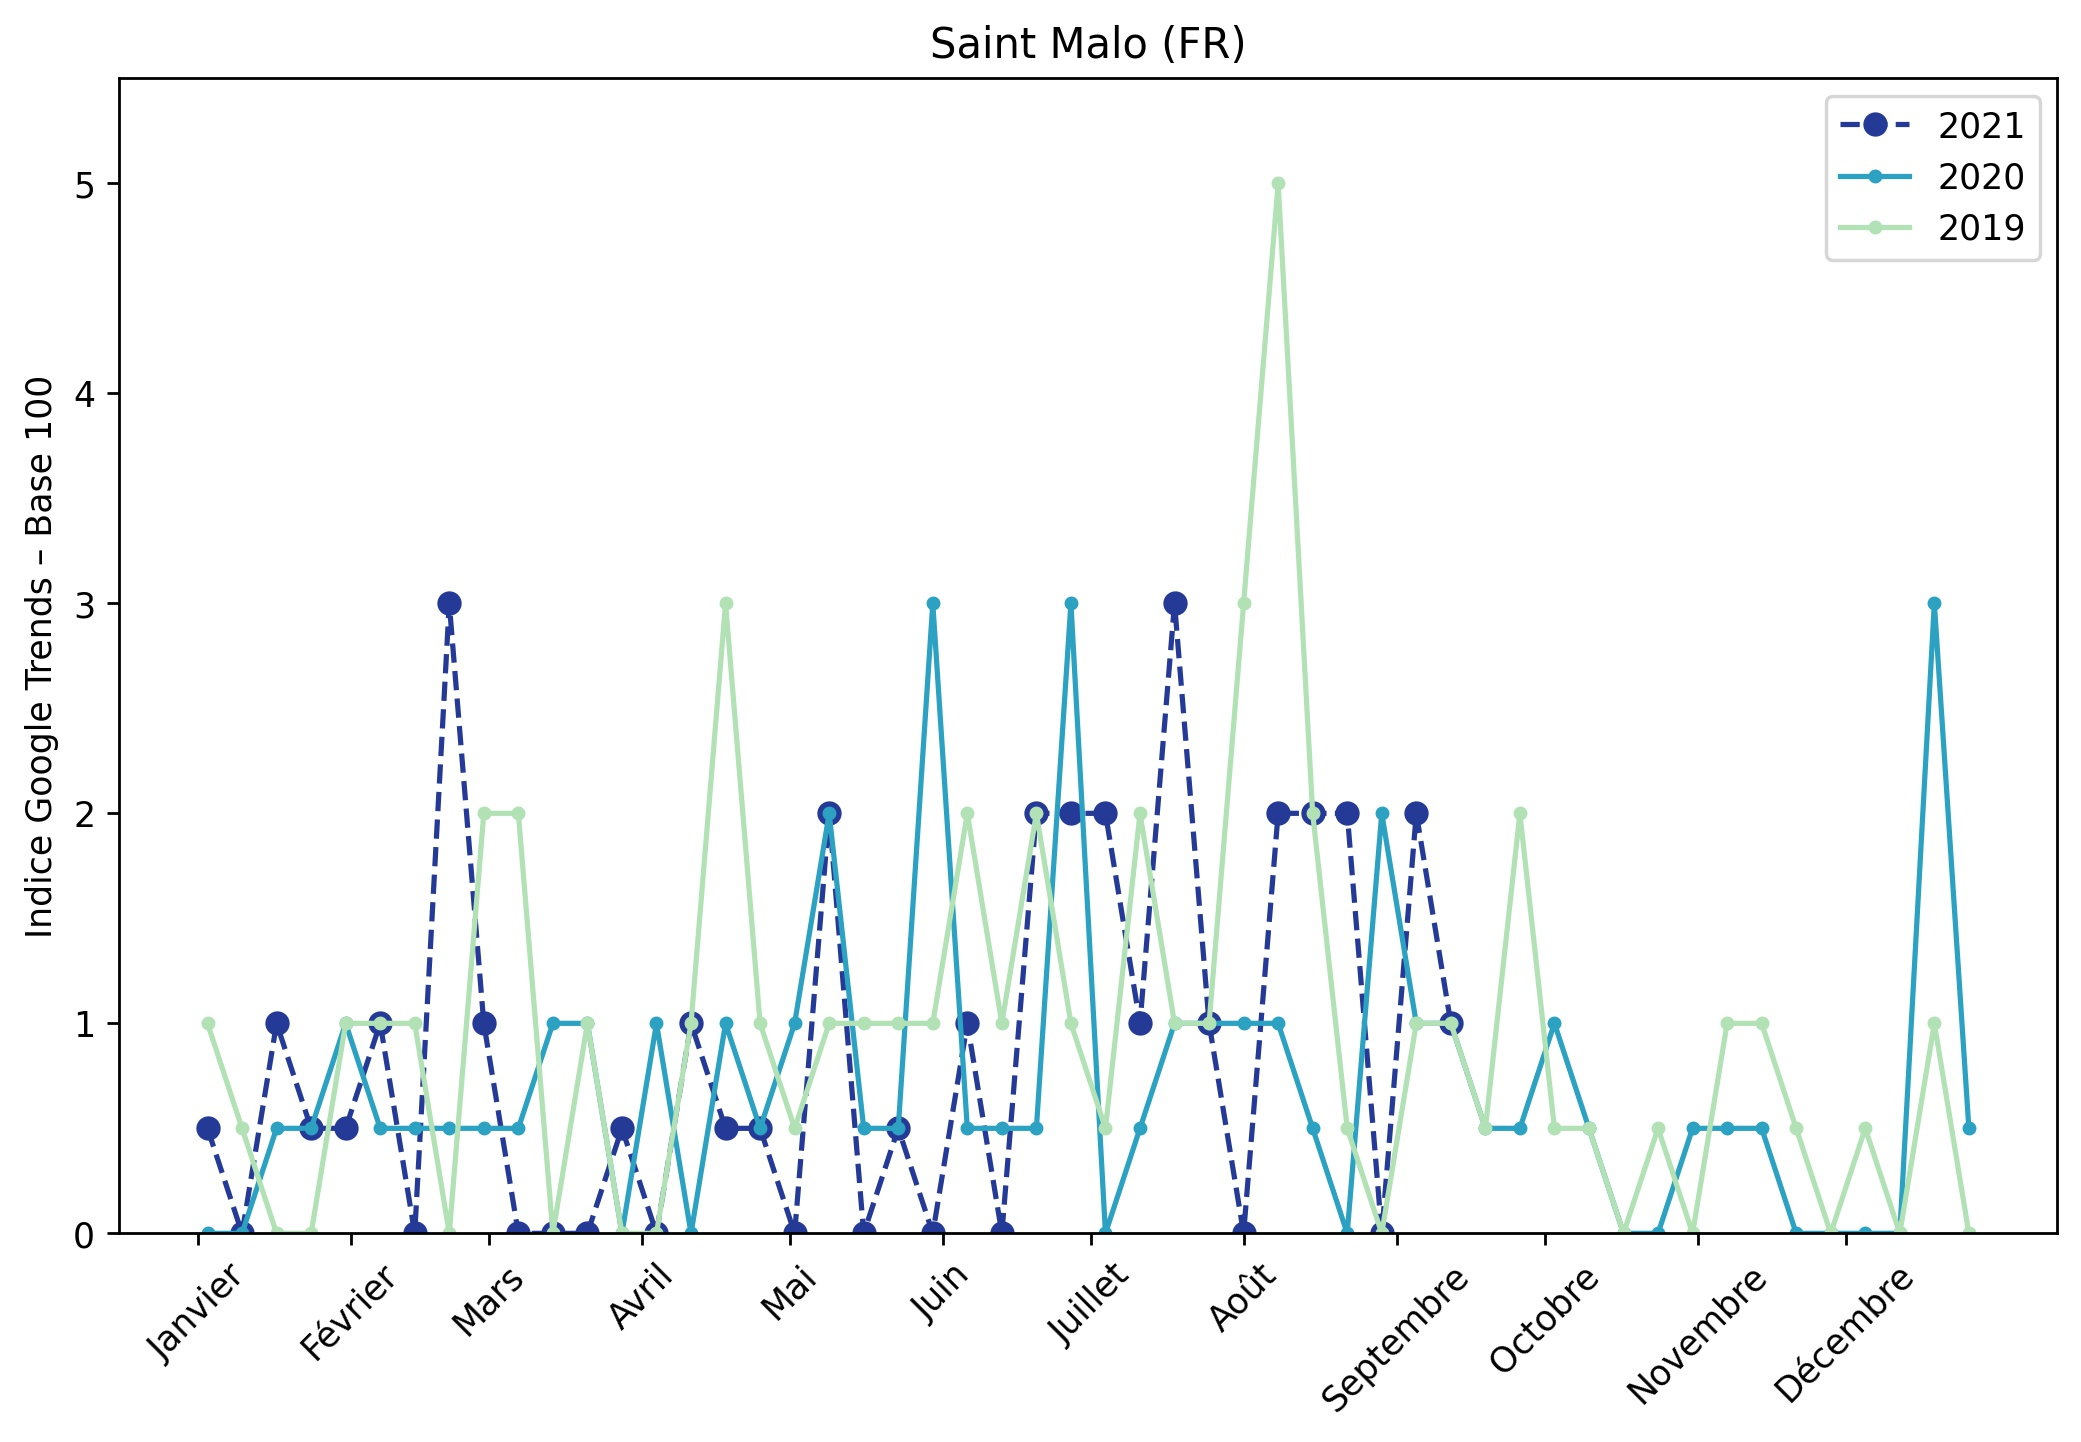 Saint Malo (FR)
2021
2020
2019
Indice Google Trends – Base 100
5
4
3
2
1
0
Janvier
Février
Mars
Avril
Mai
Juin
Juillet
Août
Septembre
Octobre
Novembre
Décembre